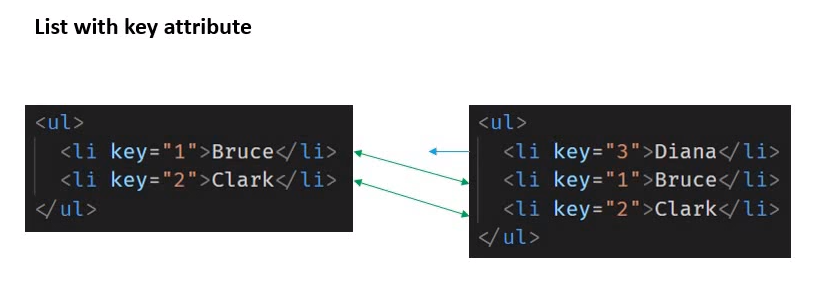 List with key attribute
<ul>
<li key="1">Bruce</li>
<li key="2">Clark</li>
</ul>
<ul>
<li key="3">Diana</li>
<li key="1">Bruce</li>
<li key="2">Clark</li>
</ul>